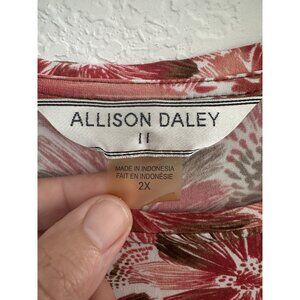 ALLISON DALEY
II
MADE IN INDONESIA
FAIT EN INDONÉSIE
2X